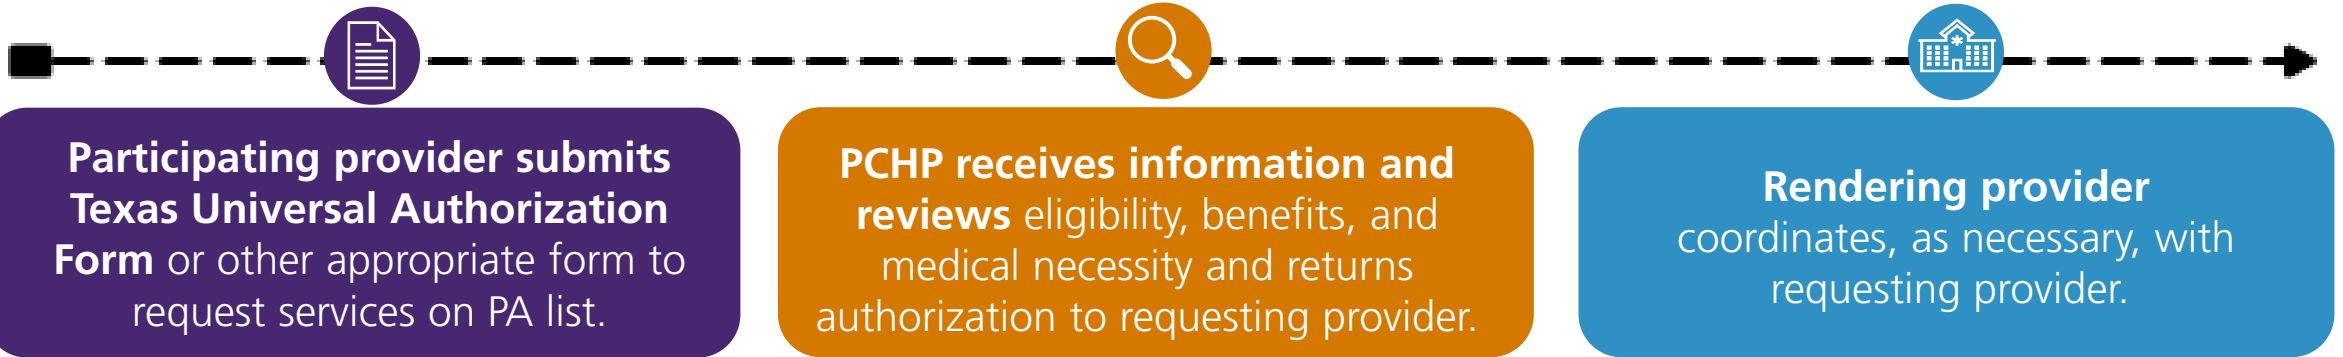 Participating provider submits
Texas Universal Authorization
Form or other appropriate form to
request services on PA list.
PCHP receives information and
reviews eligibility, benefits, and
medical necessity and returns
authorization to requesting provider.
Rendering provider
coordinates, as necessary, with
requesting provider.